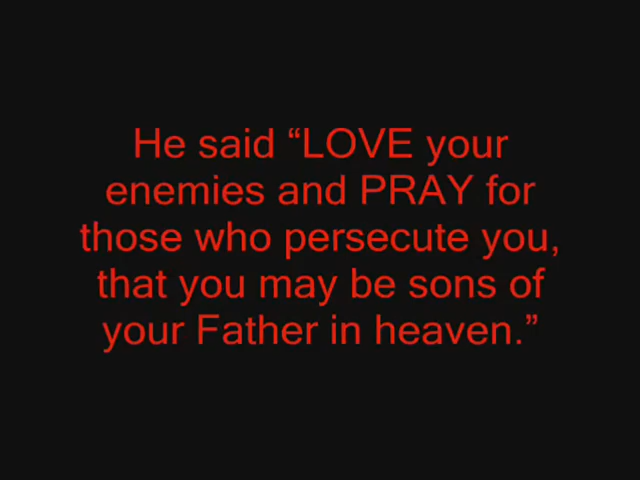 He said “LOVE your
enemies and PRAY for
those who persecute you,
that you may be sons of
your Father in heaven.”